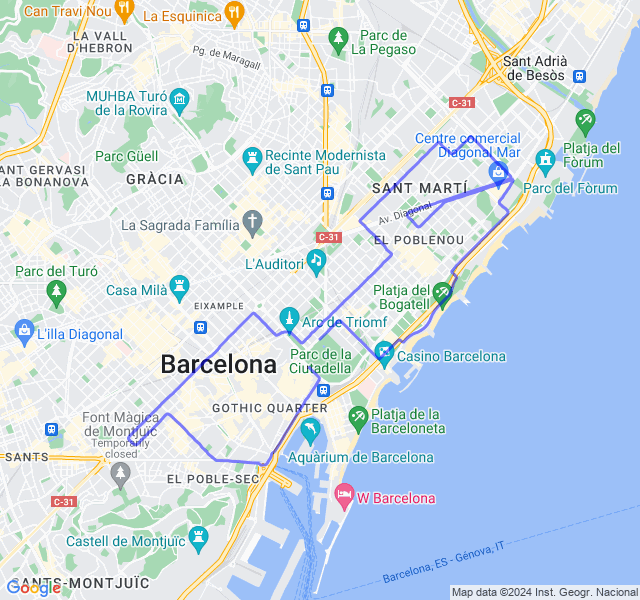 Can Travi Nou
La Esquinica
LA VALL
D'HEBRON
Pg. de Maragall
Parc de
La Pegaso
Sant Adrià
de Besòs
MUHBA Turó
de la Rovira
C-31
Platja del
Fòrum
Centre comercial
Diagonal Mar
Parc Güell
Recinte Modernista
de Sant Pau
ANT GERVASI
LA BONANOVA
GRÀCIA
SANT MARTÍ
Parc del Fòrum
Av. Diagonal
La Sagrada Família
C-31
EL POBLENOU
L'Auditori
Parc del Turó
Casa Milà
EIXAMPLE
Platja del
Bogatell
L'illa Diagonal
Arc de Triomf
Barcelona
Parc de la
Ciutadella
Casino Barcelona
GOTHIC QUARTER
Font Màgica
de Montjuïc
Temporarily
closed
Platja de la
Barceloneta
SANTS
Aquàrium de Barcelona
EL POBLE-SEC
C-31
W Barcelona
Castell de Montjuïc
Barcelona, ES - Gènova, IT
SANTS-MONTJUÏC
Google
Map data ©2024 Inst. Geogr. Nacional